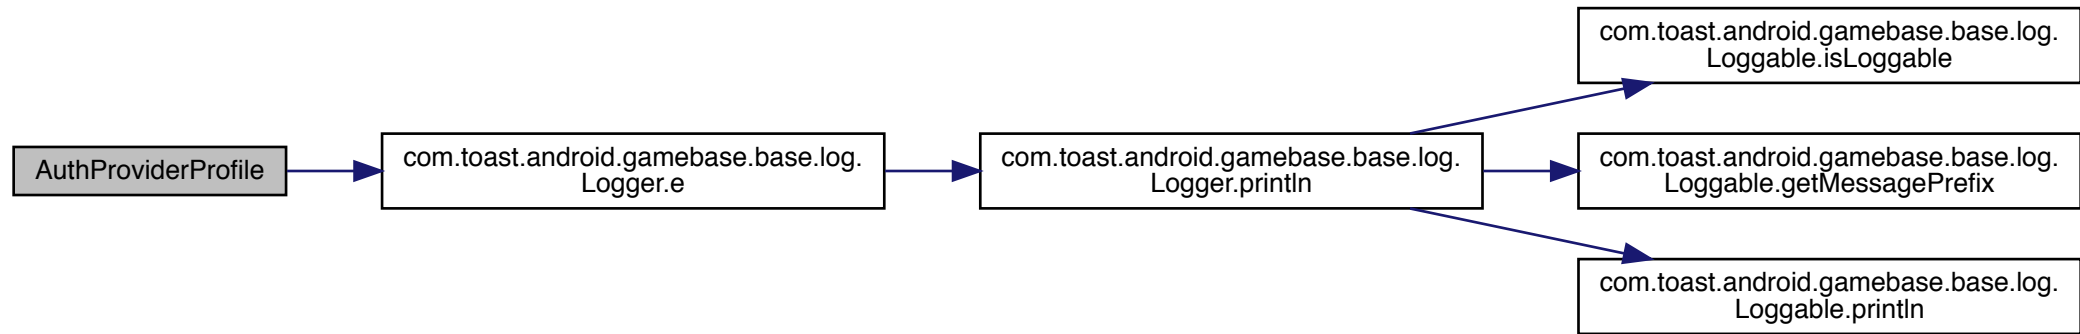 AuthProviderProfile
com.toast.android.gamebase.base.log.
Logger.e
com.toast.android.gamebase.base.log.
Logger.println
com.toast.android.gamebase.base.log.
Loggable.isLoggable
com.toast.android.gamebase.base.log.
Loggable.getMessagePrefix
com.toast.android.gamebase.base.log.
Loggable.println